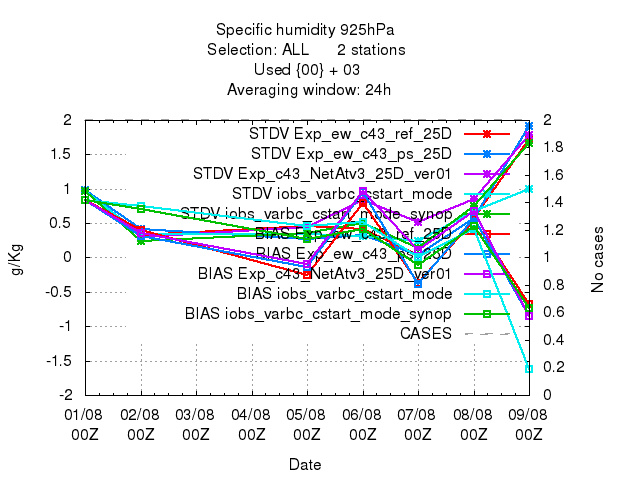 Specific humidity 925hPa
Selection: ALL 2 stations
Used {00} + 03
Averaging window: 24h
g/Kg
2
1.5
1
0.5
0
-0.5
-1
-1.5
-2
STDV Exp_ew_c43_ref_25D
STDV Exp_ew_c43_ps_25D
STDV Exp_c43_NetAtv3_25D_ver01
STDV iobs_varbc_cstart_mode
STDV iobs_varbc_cstart_mode_synop
BIAS Exp_ew_c43_ref_25D
BIAS Exp_ew_c43_ps_25D
BIAS Exp_c43_NetAtv3_25D_ver01
BIAS iobs_varbc_cstart_mode
BIAS iobs_varbc_cstart_mode_synop
CASES
2
1.8
1.6
1.4
1.2
1
0.8
0.6
0.4
0.2
0
No cases
01/08 02/08 03/08 04/08 05/08 06/08 07/08 08/08 09/08
00Z 00Z 00Z 00Z 00Z 00Z 00Z 00Z 00Z
Date